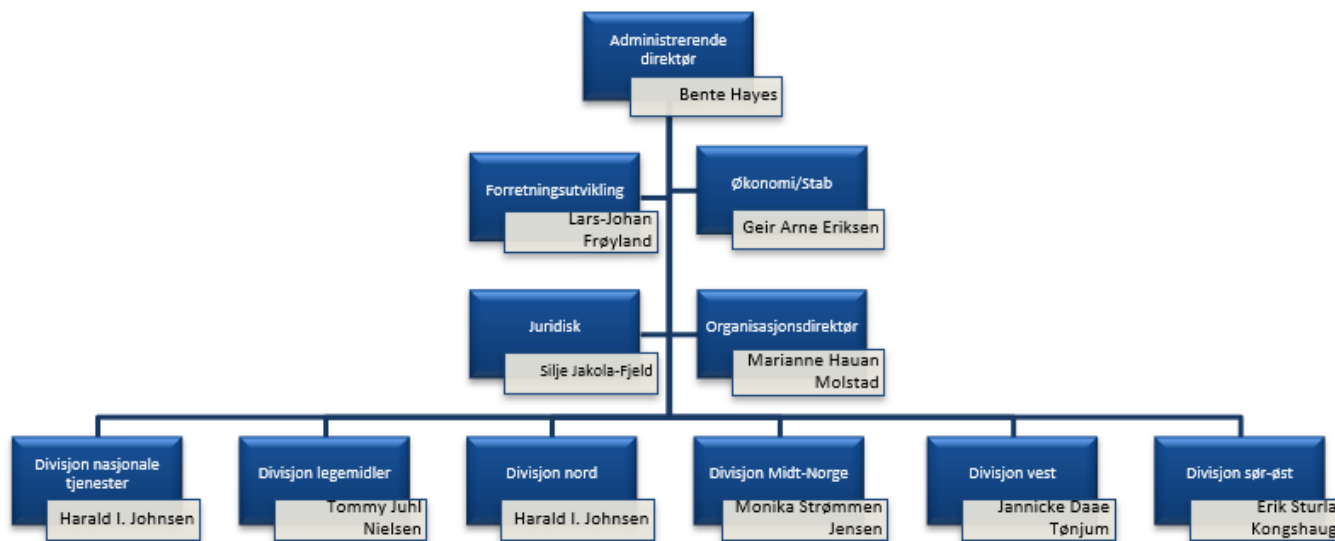 Administrerende
direktør
Bente Hayes
Forretningsutvikling
Lars-Johan
Frøyland
Økonomi/Stab
Geir Arne Eriksen
Juridisk
Silje Jakola-Fjeld
Organisasjonsdirektør
Marianne Hauan
Molstad
Divisjon nasjonale
tjenester
Harald I. Johnsen
Divisjon legemidler
Tommy Juhl
Nielsen
Divisjon nord
Harald I. Johnsen
Divisjon Midt-Norge
Monika Strømmen
Jensen
Divisjon vest
Jannicke Daae
Tønjum
Divisjon sør-øst
Erik Sturla
Kongshaug